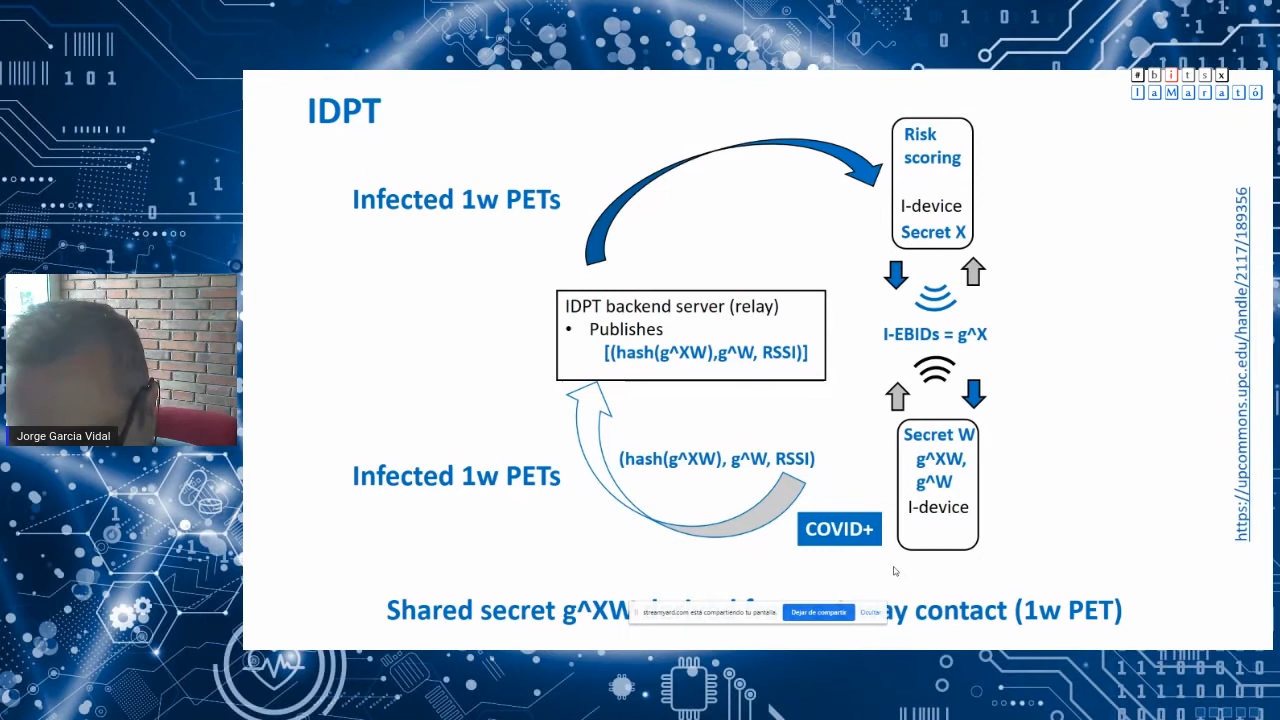 #bitsx
laMarató
IDPT
Infected 1w PETs
Risk
scoring
I-device
Secret X
IDPT backend server (relay)
• Publishes
[(hash(g^XW),g^W, RSSI)]
I-EBIDs = g^X
Secret W
g^XW,
g^W
I-device
(hash(g^XW), g^W, RSSI)
Infected 1w PETs
COVID+
Shared secret g^XW ay contact (1w PET)
streamyard.com está compartiendo tu pantalla.
Dejar de compartir
Ocultar
https://upcommons.upc.edu/handle/2117/189356
Jorge Garcia Vidal